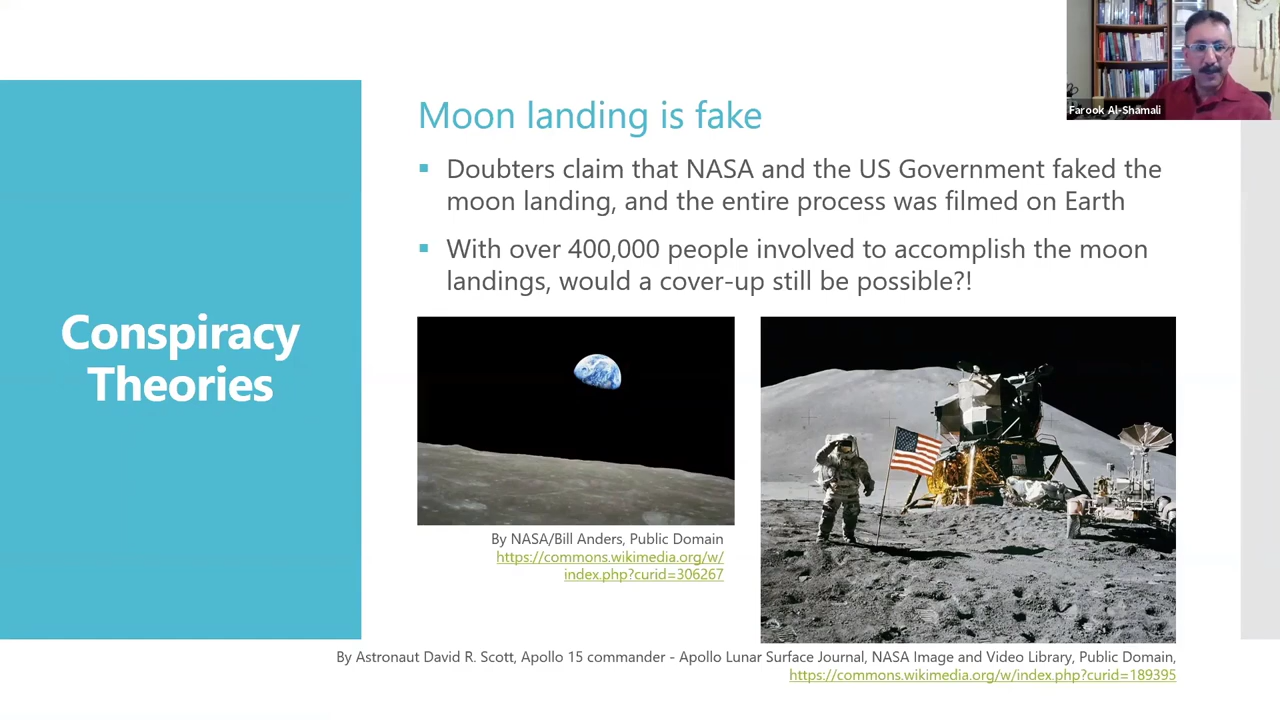 Conspiracy
Theories
Moon landing is fake
▪ Doubters claim that NASA and the US Government faked the
moon landing, and the entire process was filmed on Earth
▪ With over 400,000 people involved to accomplish the moon
landings, would a cover-up still be possible?!
By NASA/Bill Anders, Public Domain
https://commons.wikimedia.org/w/
index.php?curid=306267
By Astronaut David R. Scott, Apollo 15 commander - Apollo Lunar Surface Journal, NASA Image and Video Library, Public Domain,
https://commons.wikimedia.org/w/index.php?curid=189395
Farook Al-Shamali